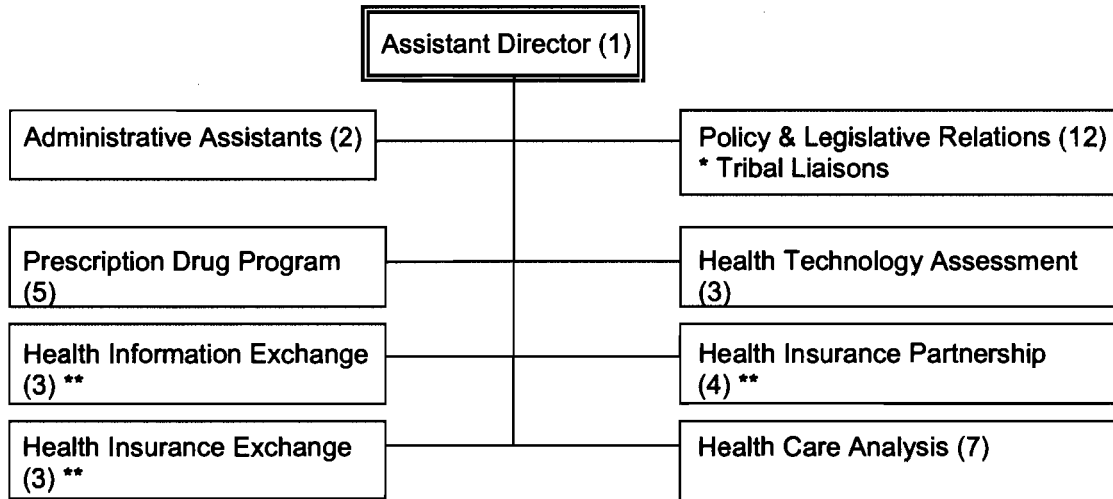 Assistant Director (1)
Administrative Assistants (2)
Policy & Legislative Relations (12)
* Tribal Liaisons
Prescription Drug Program
(5)
Health Technology Assessment
(3)
Health Information Exchange
(3) **
Health Insurance Partnership
(4) **
Health Insurance Exchange
(3) **
Health Care Analysis (7)